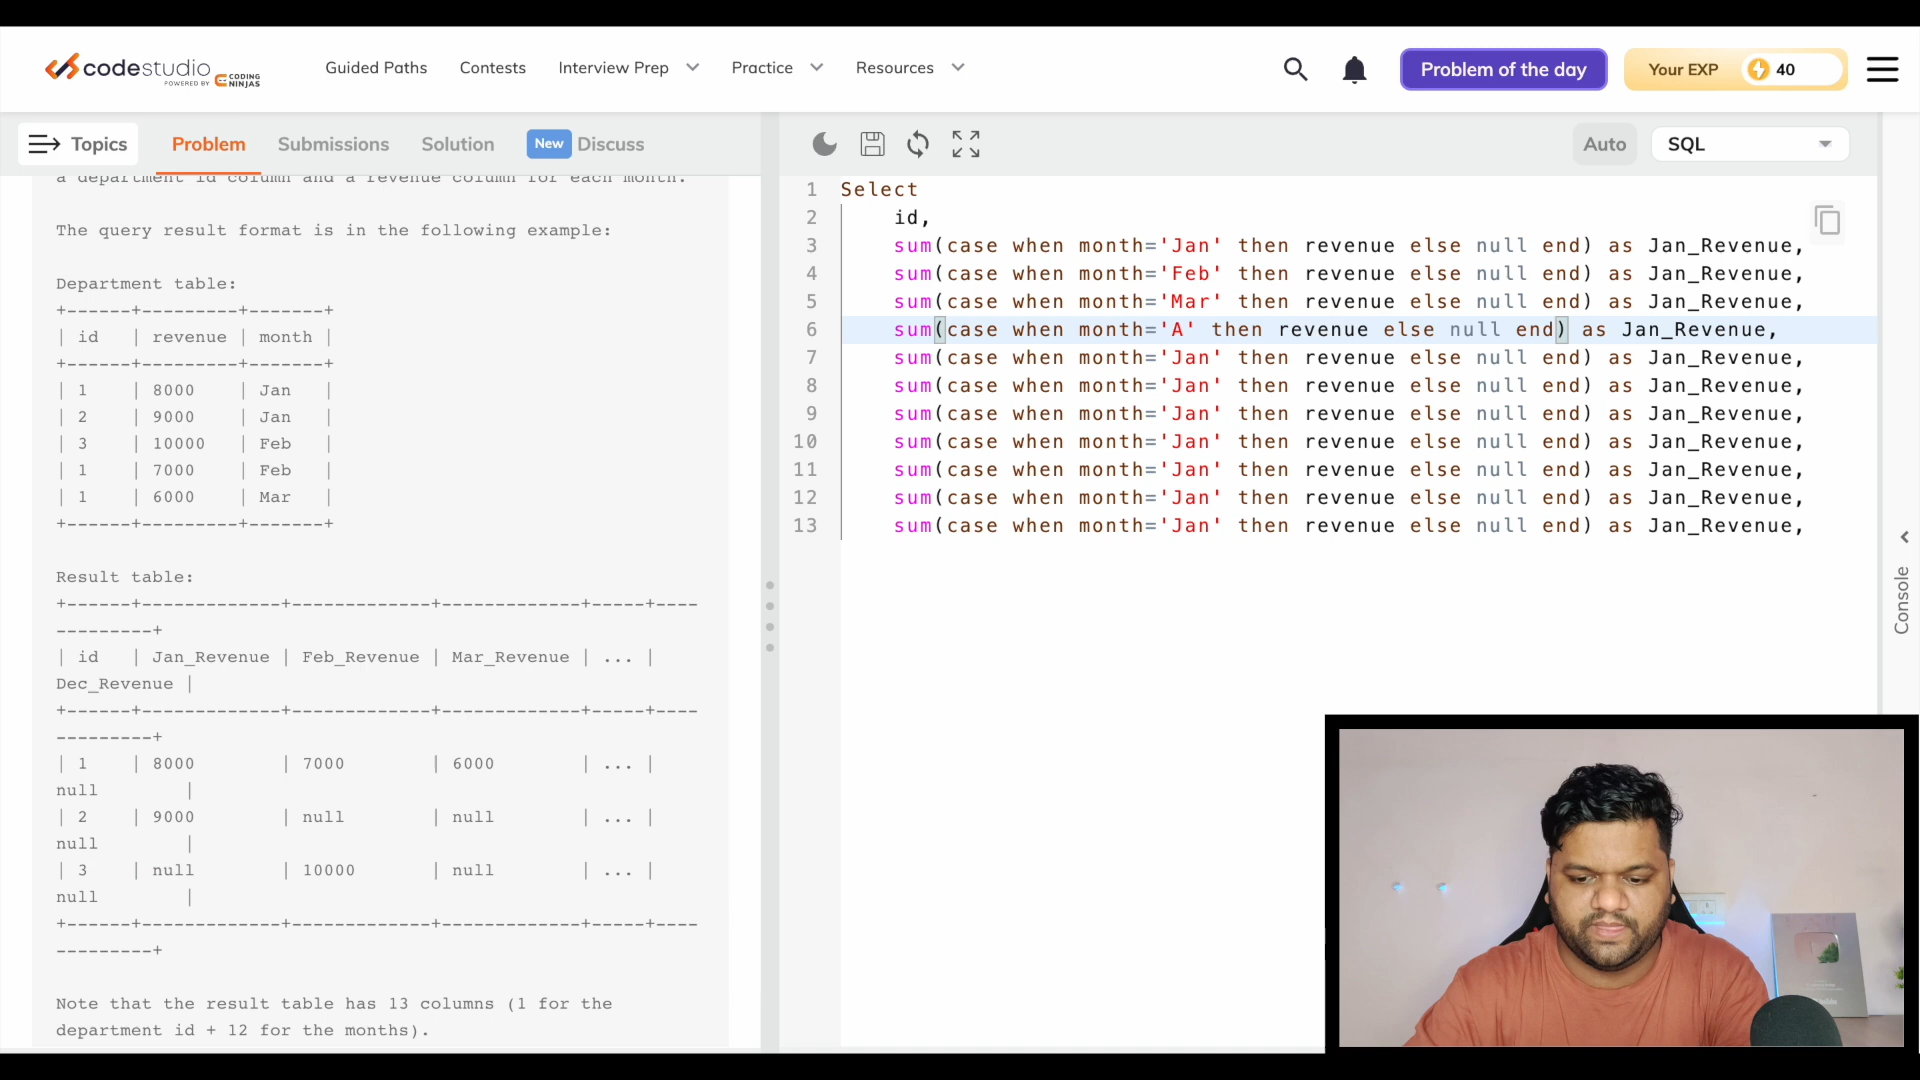 codestudio
POWERED BY CODING NINJAS
Guided Paths Contests Interview Prep Practice Resources
Problem of the day
Your EXP 40
Topics Problem Submissions Solution New Discuss
Auto SQL
a department id column and a revenue column for each month.
The query result format is in the following example:
Department table:
+------+---------+-------+
| id   | revenue | month |
+------+---------+-------+
| 1    | 8000    | Jan   |
| 2    | 9000    | Jan   |
| 3    | 10000   | Feb   |
| 1    | 7000    | Feb   |
| 1    | 6000    | Mar   |
+------+---------+-------+
Result table:
+------+-------------+-------------+-------------+-----+----
---------+
| id   | Jan_Revenue | Feb_Revenue | Mar_Revenue | ... |
Dec_Revenue |
+------+-------------+-------------+-------------+-----+----
---------+
| 1    | 8000        | 7000        | 6000        | ... |
null        |
| 2    | 9000        | null        | null        | ... |
null        |
| 3    | null        | 10000       | null        | ... |
null        |
+------+-------------+-------------+-------------+-----+----
---------+
Note that the result table has 13 columns (1 for the
department id + 12 for the months).
1 Select
2 id,
3 sum(case when month='Jan' then revenue else null end) as Jan_Revenue,
4 sum(case when month='Feb' then revenue else null end) as Jan_Revenue,
5 sum(case when month='Mar' then revenue else null end) as Jan_Revenue,
6 sum(case when month='A' then revenue else null end) as Jan_Revenue,
7 sum(case when month='Jan' then revenue else null end) as Jan_Revenue,
8 sum(case when month='Jan' then revenue else null end) as Jan_Revenue,
9 sum(case when month='Jan' then revenue else null end) as Jan_Revenue,
10 sum(case when month='Jan' then revenue else null end) as Jan_Revenue,
11 sum(case when month='Jan' then revenue else null end) as Jan_Revenue,
12 sum(case when month='Jan' then revenue else null end) as Jan_Revenue,
13 sum(case when month='Jan' then revenue else null end) as Jan_Revenue,
Console